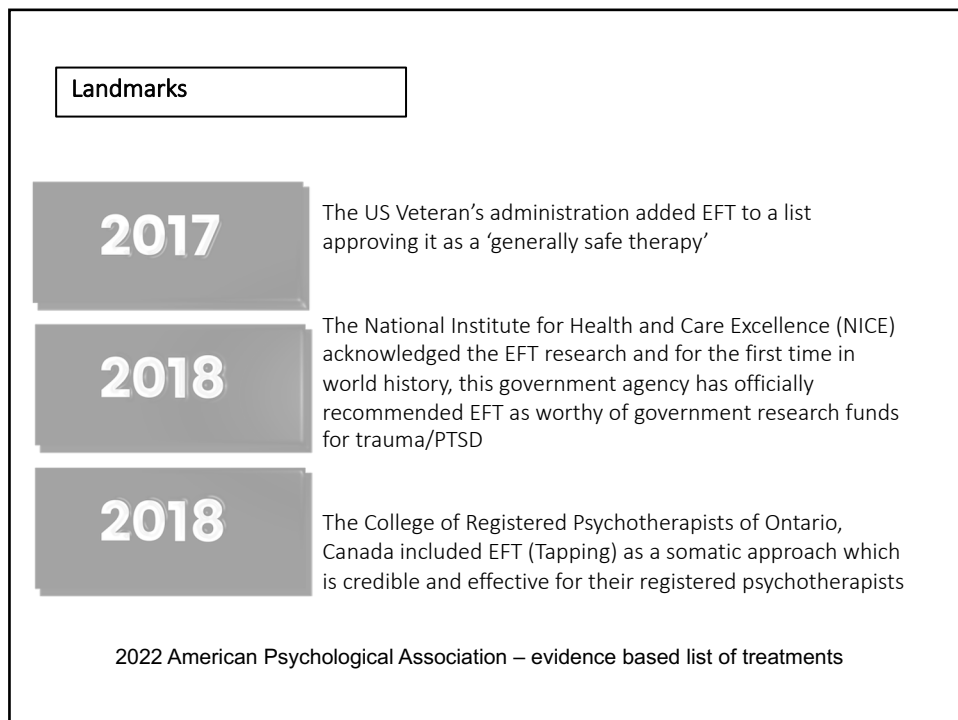 Landmarks
2017
The US Veteran's administration added EFT to a list
approving it as a 'generally safe therapy'
2018
The National Institute for Health and Care Excellence (NICE)
acknowledged the EFT research and for the first time in
world history, this government agency has officially
recommended EFT as worthy of government research funds
for trauma/PTSD
2018
The College of Registered Psychotherapists of Ontario,
Canada included EFT (Tapping) as a somatic approach which
is credible and effective for their registered psychotherapists
2022 American Psychological Association – evidence based list of treatments